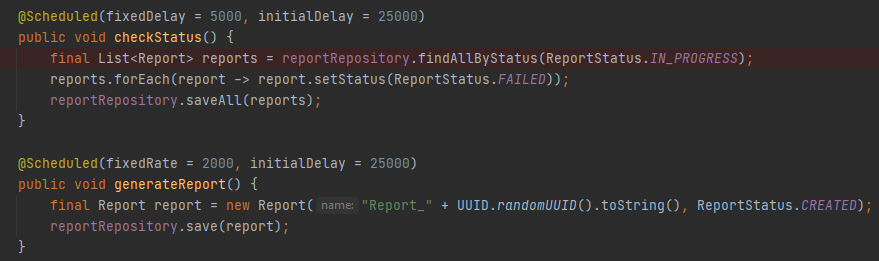 @Scheduled(fixedDelay = 5000, initialDelay = 25000)
public void checkStatus() {
    final List<Report> reports = reportRepository.findAllByStatus(ReportStatus.IN_PROGRESS);
    reports.forEach(report -> report.setStatus(ReportStatus.FAILED));
    reportRepository.saveAll(reports);
}

@Scheduled(fixedRate = 2000, initialDelay = 25000)
public void generateReport() {
    final Report report = new Report( name: "Report_" + UUID.randomUUID().toString(), ReportStatus.CREATED);
    reportRepository.save(report);
}